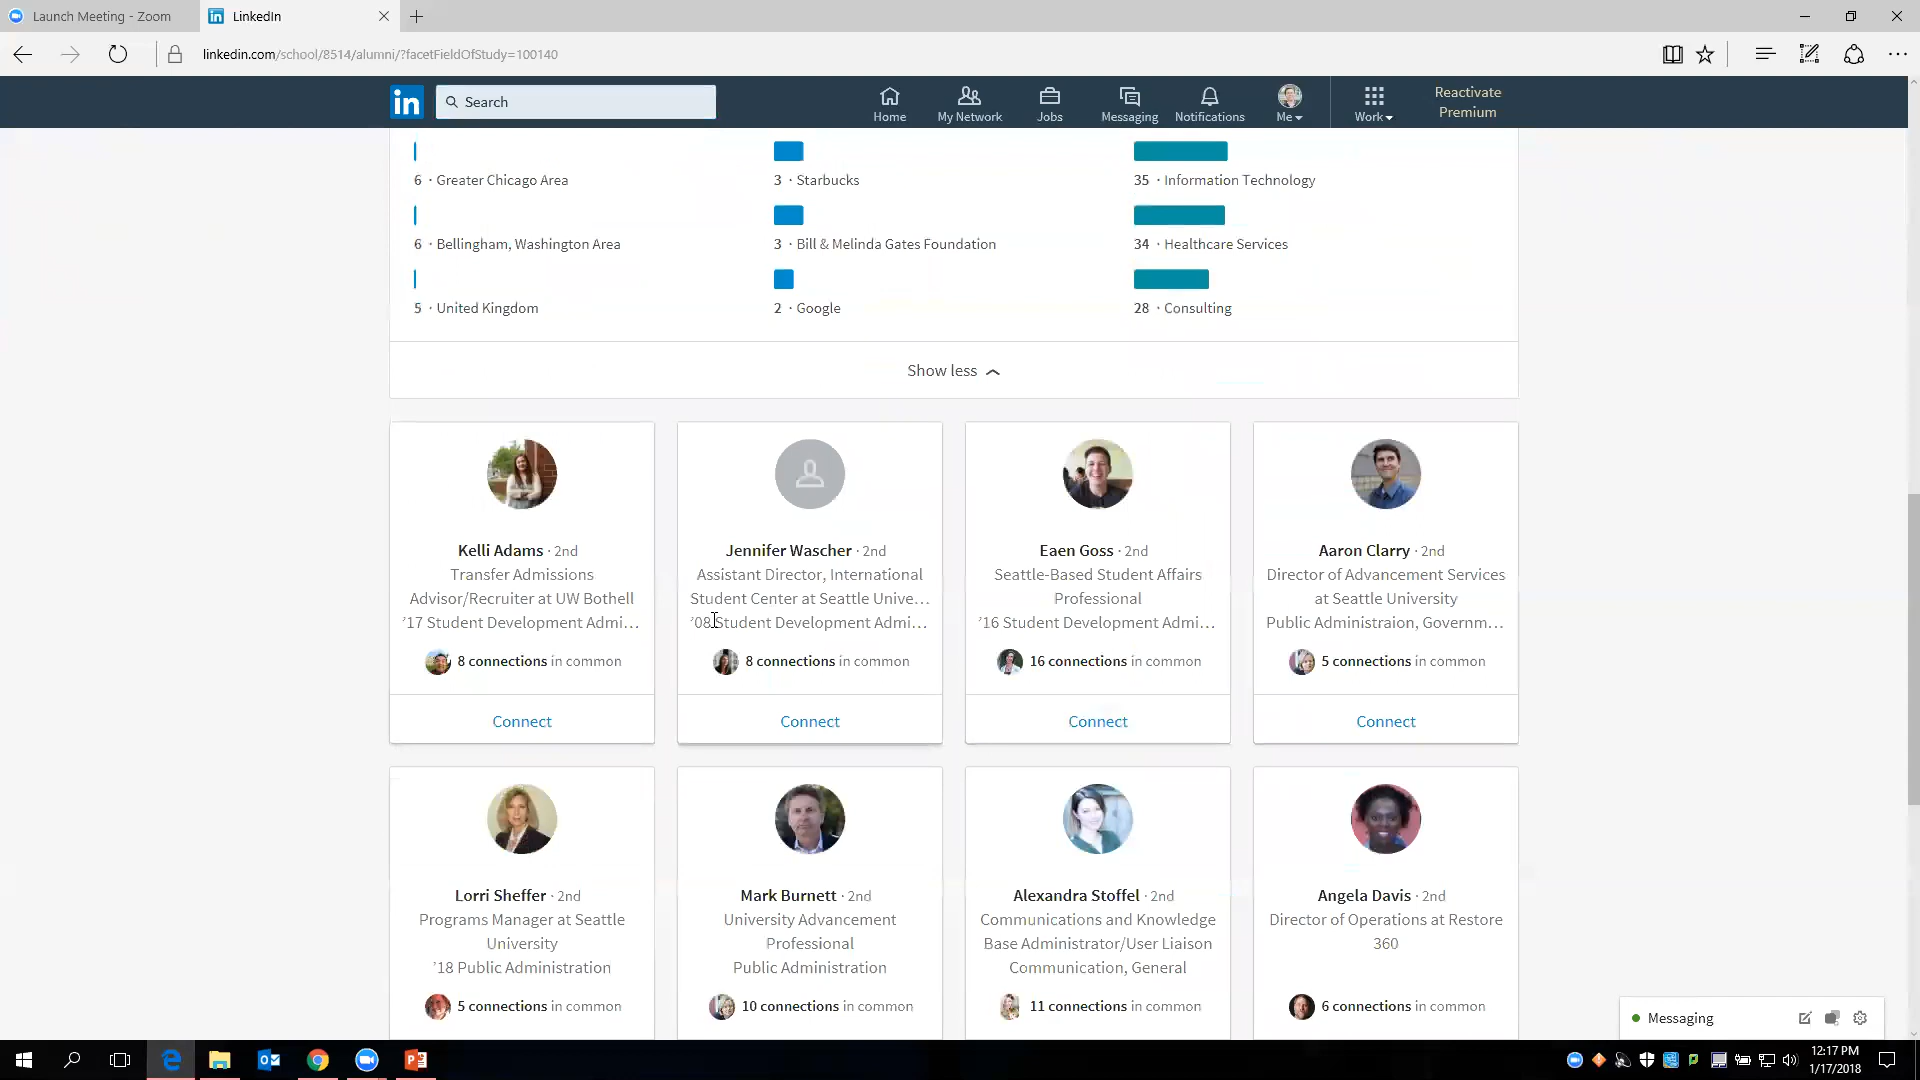 Launch Meeting - Zoom
LinkedIn
linkedin.com/school/8514/alumni/?facetFieldOfStudy=100140
in
Search
Home
My Network
Jobs
Messaging
Notifications
Me
Work
Reactivate
Premium
6 · Greater Chicago Area
3 · Starbucks
35 · Information Technology
6 · Bellingham, Washington Area
3 · Bill & Melinda Gates Foundation
34 · Healthcare Services
5 · United Kingdom
2 · Google
28 · Consulting
Show less
Kelli Adams · 2nd
Transfer Admissions
Advisor/Recruiter at UW Bothell
’17 Student Development Admi...
8 connections in common
Connect
Jennifer Wascher · 2nd
Assistant Director, International
Student Center at Seattle Unive...
’08 Student Development Admi...
8 connections in common
Connect
Eaen Goss · 2nd
Seattle-Based Student Affairs
Professional
’16 Student Development Admi...
16 connections in common
Connect
Aaron Clarry · 2nd
Director of Advancement Services
at Seattle University
Public Administraion, Governm...
5 connections in common
Connect
Lorri Sheffer · 2nd
Programs Manager at Seattle
University
’18 Public Administration
5 connections in common
Mark Burnett · 2nd
University Advancement
Professional
Public Administration
10 connections in common
Alexandra Stoffel · 2nd
Communications and Knowledge
Base Administrator/User Liaison
Communication, General
11 connections in common
Angela Davis · 2nd
Director of Operations at Restore
360
6 connections in common
Messaging
12:17 PM
1/17/2018